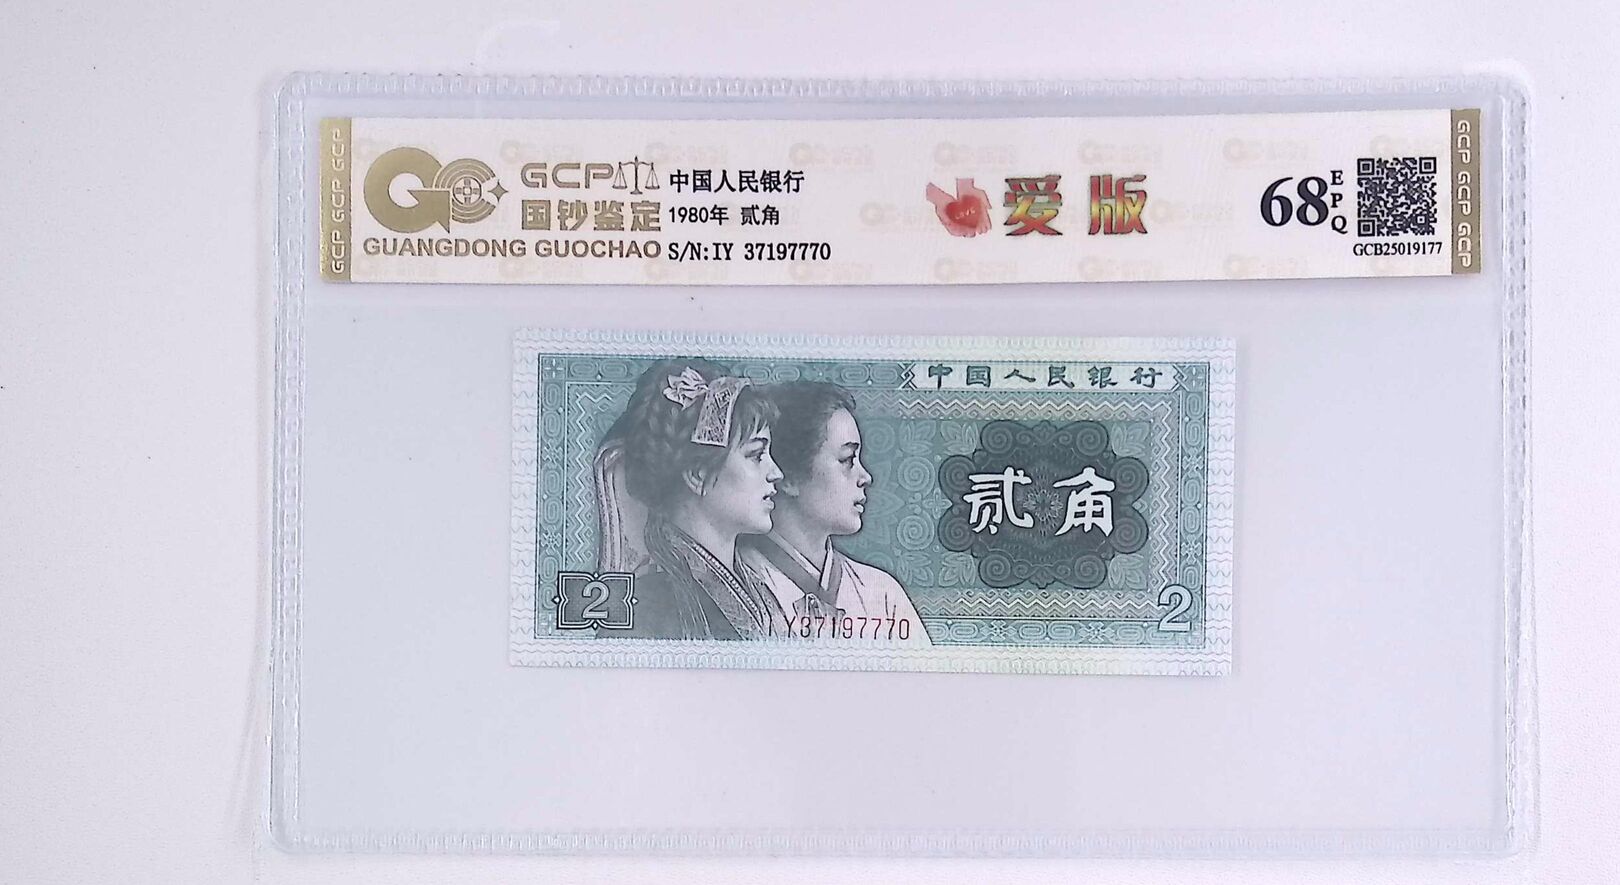 GCP 中国人民银行
国钞鉴定 1980年 贰角
GUANGDONG GUOCHAO S/N:IY 37197770
LOVE 爱版
68 EPQ
GCB25019177
GCP GCP GCP
GCP GCP GCP
中国人民银行
贰角
2
2
IY37197770